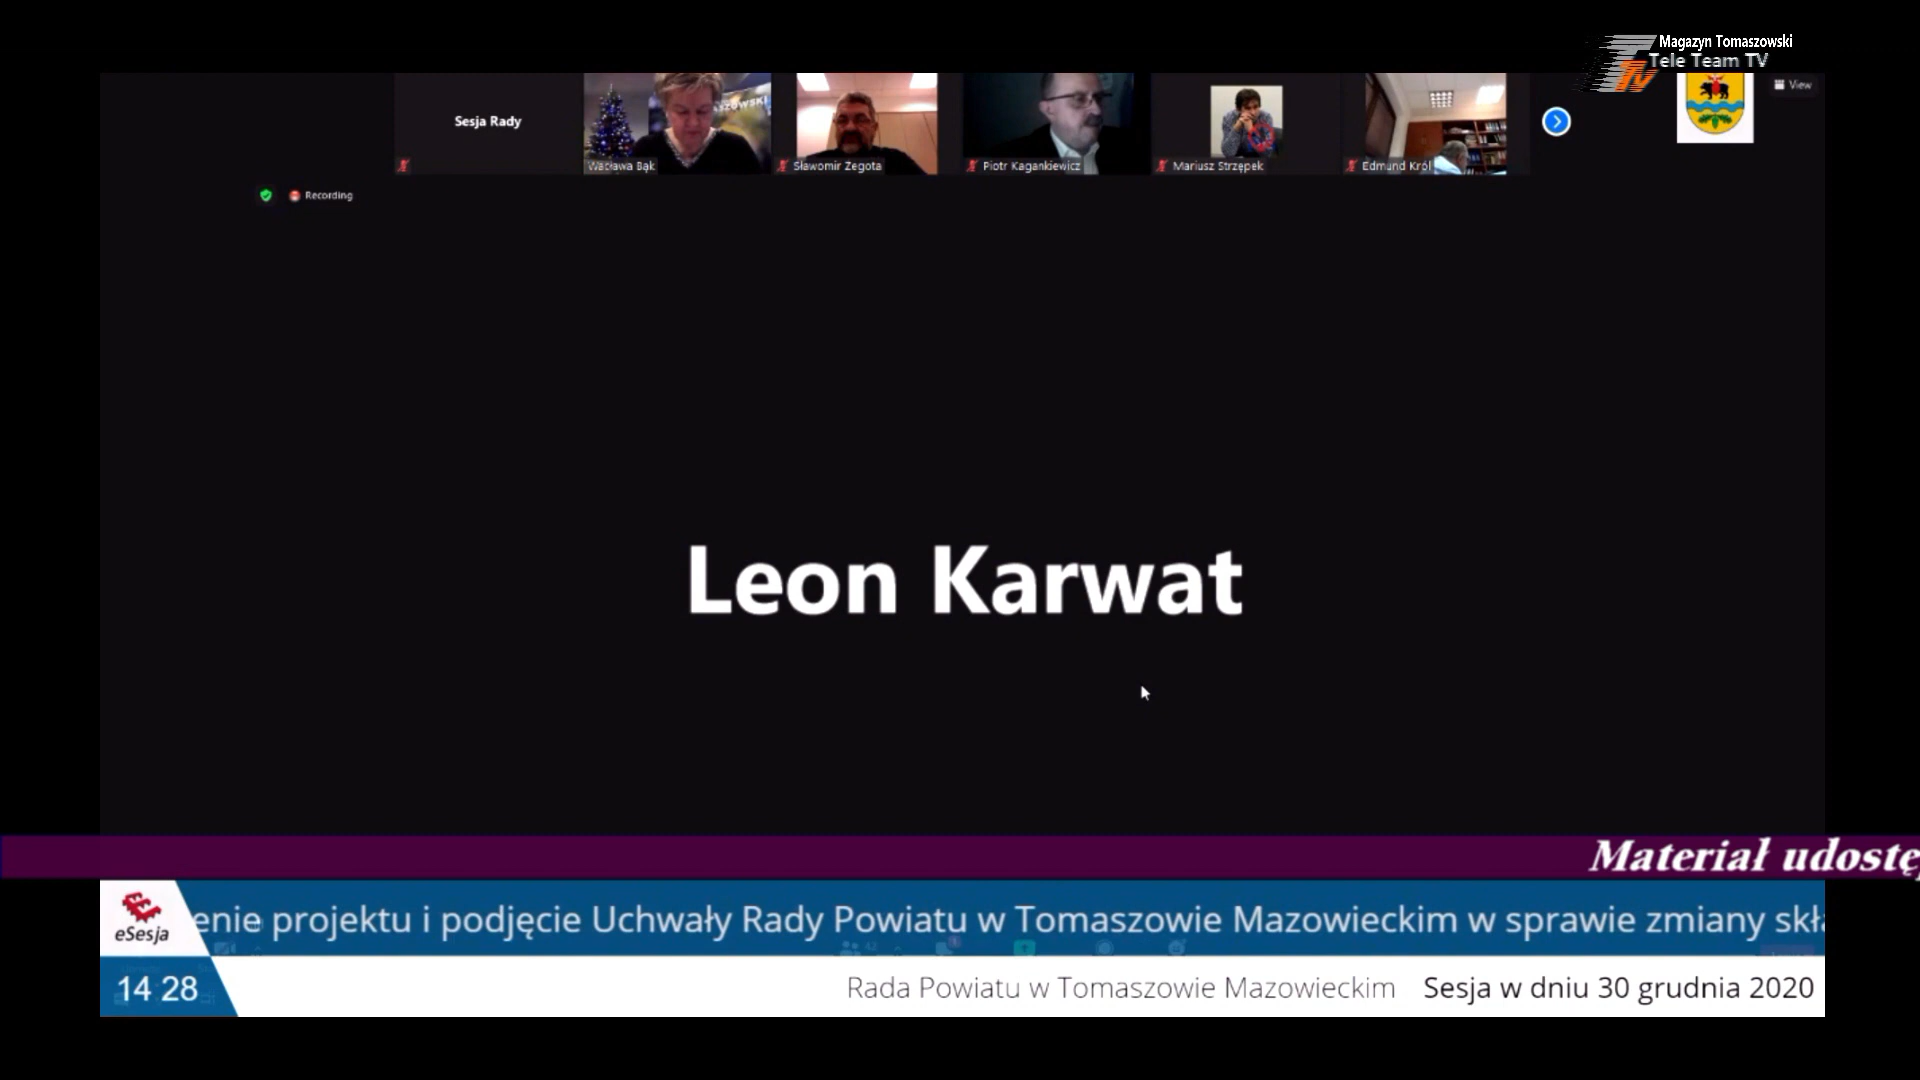 Magazyn Tomaszowski
Tele Team TV
TTV
View
Sesja Rady
Wacława Bąk
Sławomir Żegota
Piotr Kagankiewicz
Mariusz Strzępek
Edmund Król
Recording
Leon Karwat
Materiał udostę
eSesja
enie projektu i podjęcie Uchwały Rady Powiatu w Tomaszowie Mazowieckim w sprawie zmiany skła
14 28
Rada Powiatu w Tomaszowie Mazowieckim Sesja w dniu 30 grudnia 2020